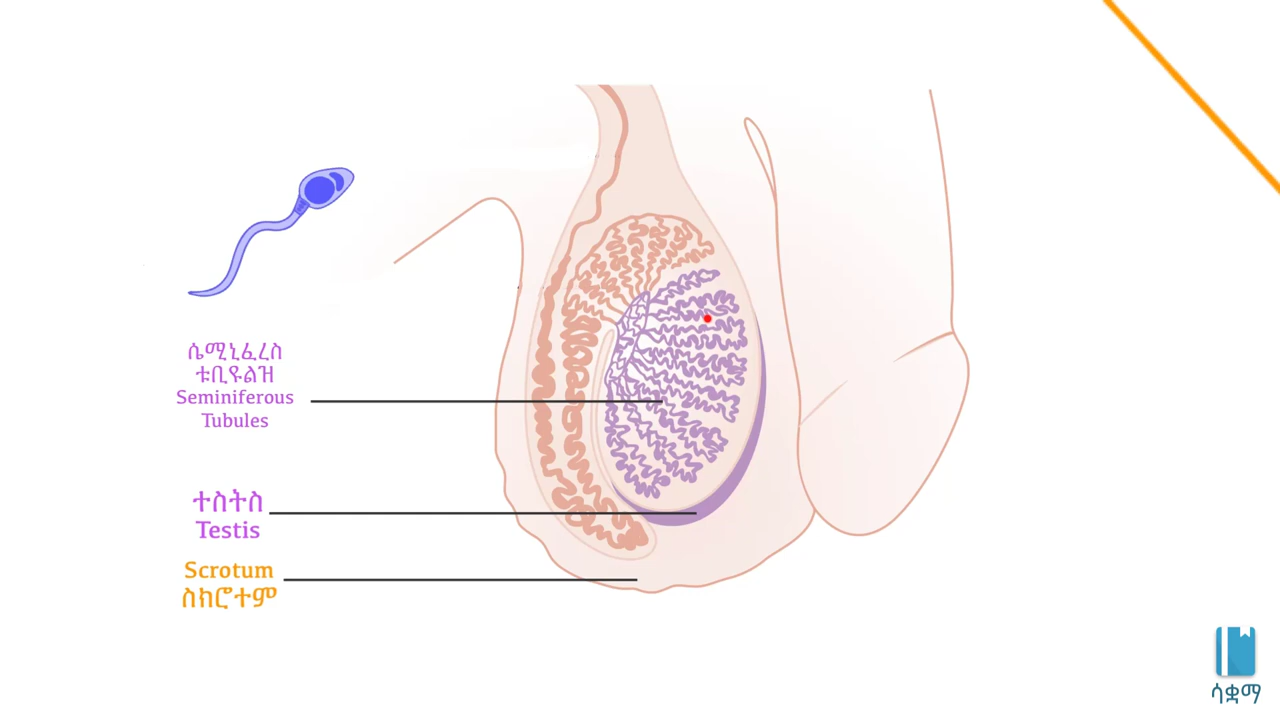 ሴሚኒፈረስ
ቱቢዩልዝ
Seminiferous
Tubules
ተስትስ
Testis
Scrotum
ስክሮተም
ሳቋማ